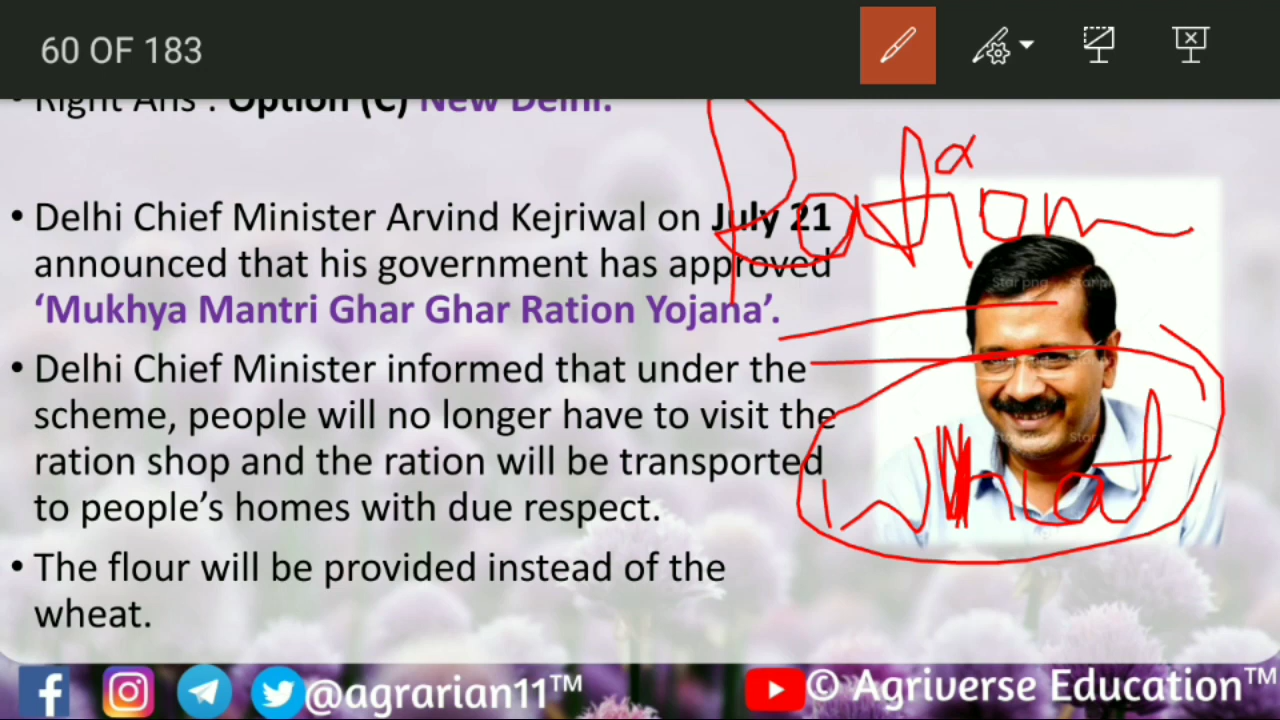 60 OF 183
• Right Ans : Option (C) New Delhi.
Ration
• Delhi Chief Minister Arvind Kejriwal on July 21
announced that his government has approved
‘Mukhya Mantri Ghar Ghar Ration Yojana’.
• Delhi Chief Minister informed that under the
scheme, people will no longer have to visit the
ration shop and the ration will be transported
to people’s homes with due respect.
• The flour will be provided instead of the
wheat.
Star png
@agrarian11™
© Agriverse Education™